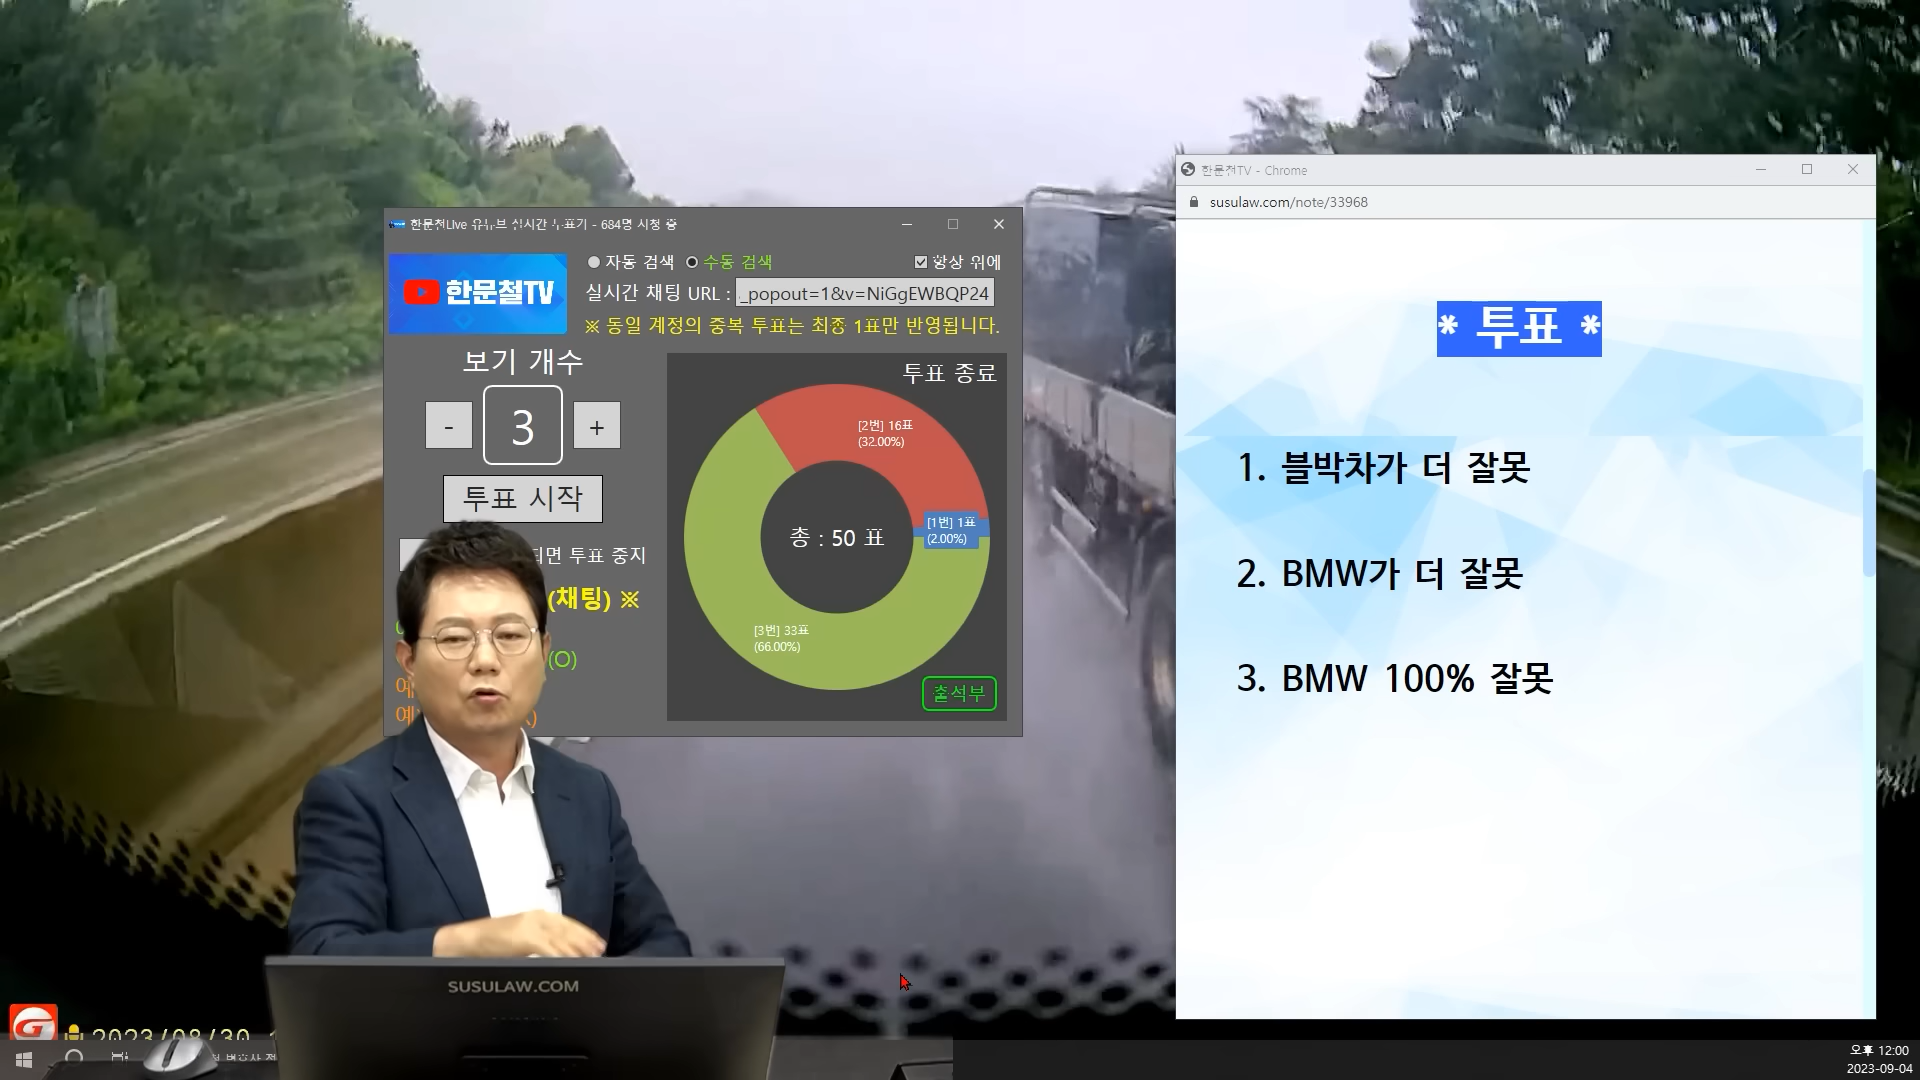 한문철Live 유튜브 실시간 투표기 - 684명 시청 중
한문철TV
자동 검색
수동 검색
항상 위에
실시간 채팅 URL :
_popout=1&v=NiGgEWBQP24
※ 동일 계정의 중복 투표는 최종 1표만 반영됩니다.
보기 개수
-
3
+
투표 시작
되면 투표 중지
(채팅) ※
(O)
예
예
투표 종료
[2번] 16표
(32.00%)
[1번] 1표
(2.00%)
총 : 50 표
[3번] 33표
(66.00%)
출석부
한문철TV - Chrome
susulaw.com/note/33968
* 투표 *
1. 블박차가 더 잘못
2. BMW가 더 잘못
3. BMW 100% 잘못
SUSULAW.COM
2023/08/30
오후 12:00
2023-09-04